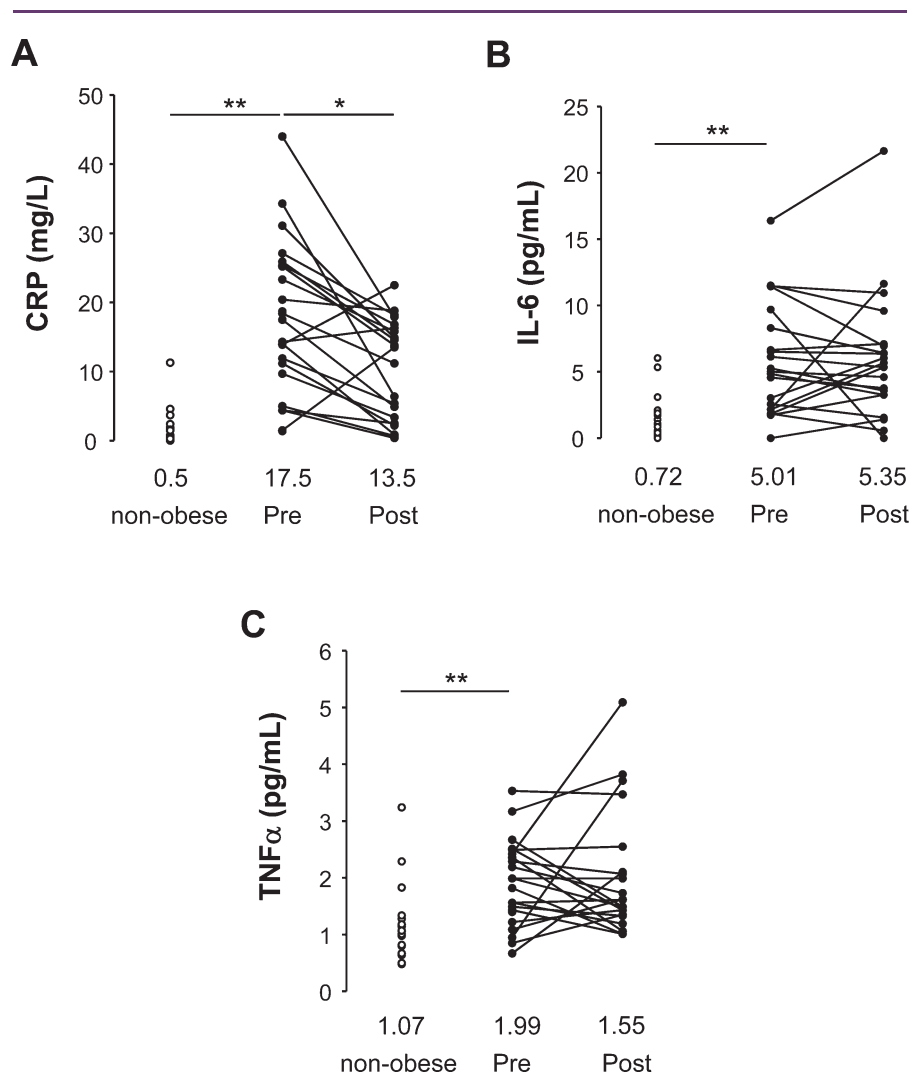 A
CRP (mg/L)
50
40
30
20
10
0
** *
0.5 17.5 13.5
non-obese Pre Post
B
IL-6 (pg/mL)
25
20
15
10
5
0
**
0.72 5.01 5.35
non-obese Pre Post
C
TNFα (pg/mL)
6
5
4
3
2
1
0
**
1.07 1.99 1.55
non-obese Pre Post